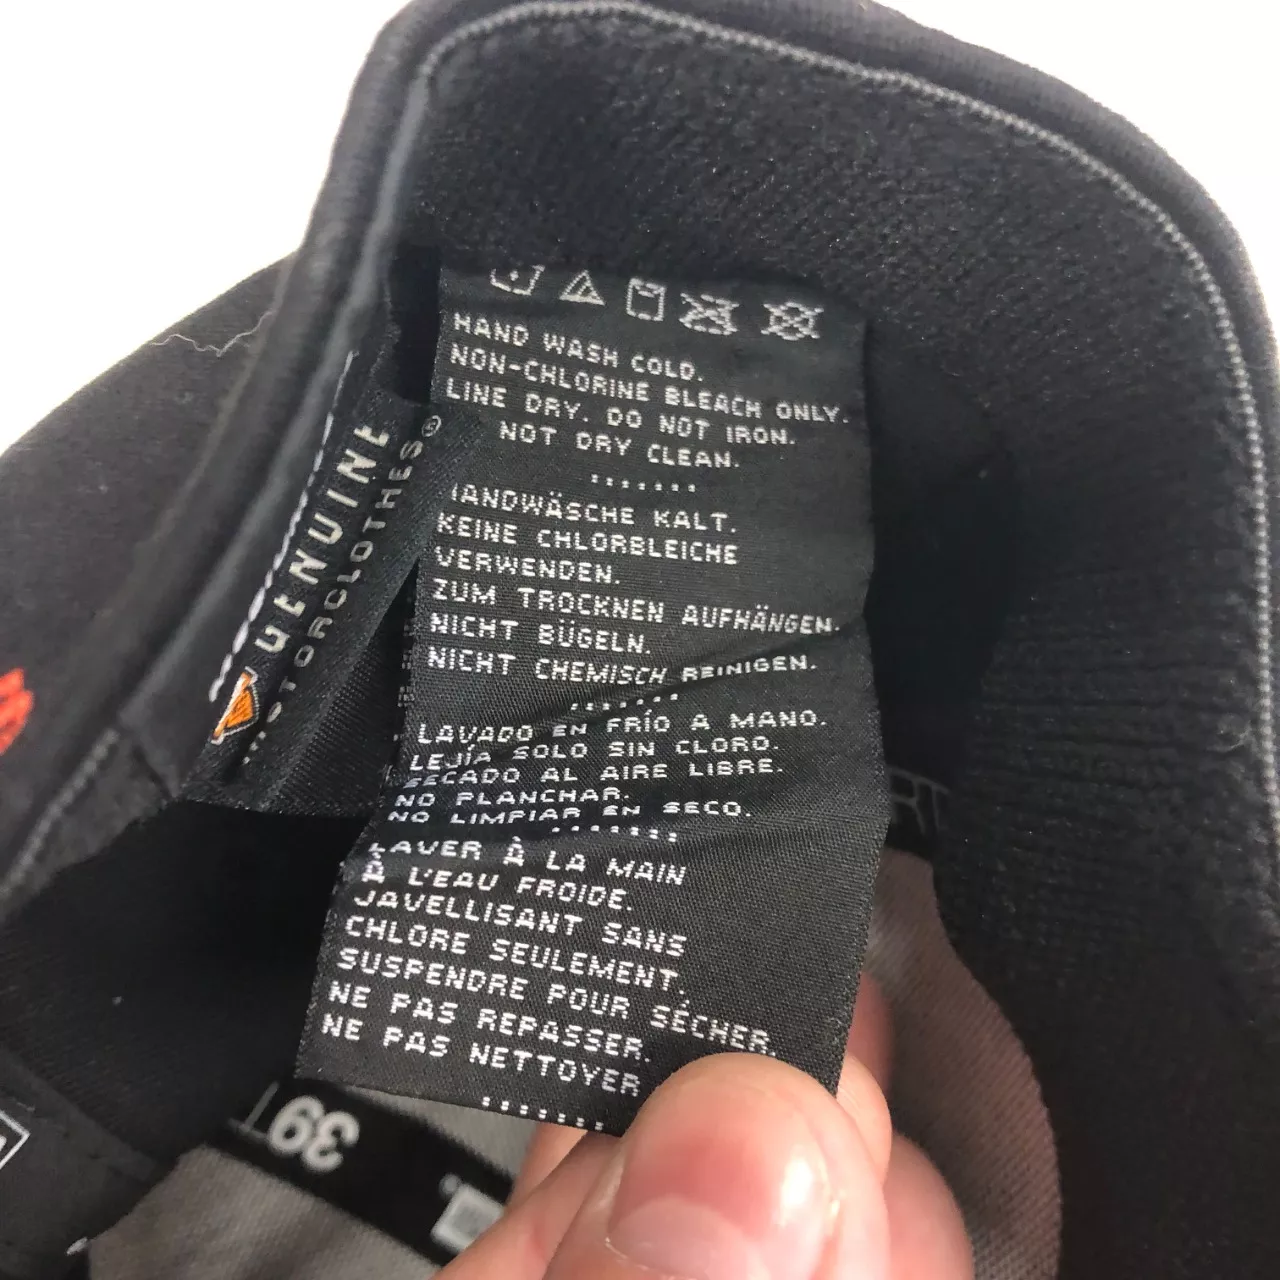 HAND WASH COLD.
NON-CHLORINE BLEACH ONLY.
LINE DRY. DO NOT IRON.
NOT DRY CLEAN.
HANDWÄSCHE KALT.
KEINE CHLORBLEICHE
VERWENDEN.
ZUM TROCKNEN AUFHÄNGEN.
NICHT BÜGELN.
NICHT CHEMISCH REINIGEN.
LAVADO EN FRÍO A MANO.
LEJÍA SOLO SIN CLORO.
SECADO AL AIRE LIBRE.
NO PLANCHAR.
NO LIMPIAR EN SECO.
LAVER À LA MAIN
À L'EAU FROIDE.
JAVELLISANT SANS
CHLORE SEULEMENT.
SUSPENDRE POUR SÉCHER.
NE PAS REPASSER.
NE PAS NETTOYER
GENUINE
MOTORCLOTHES®
39